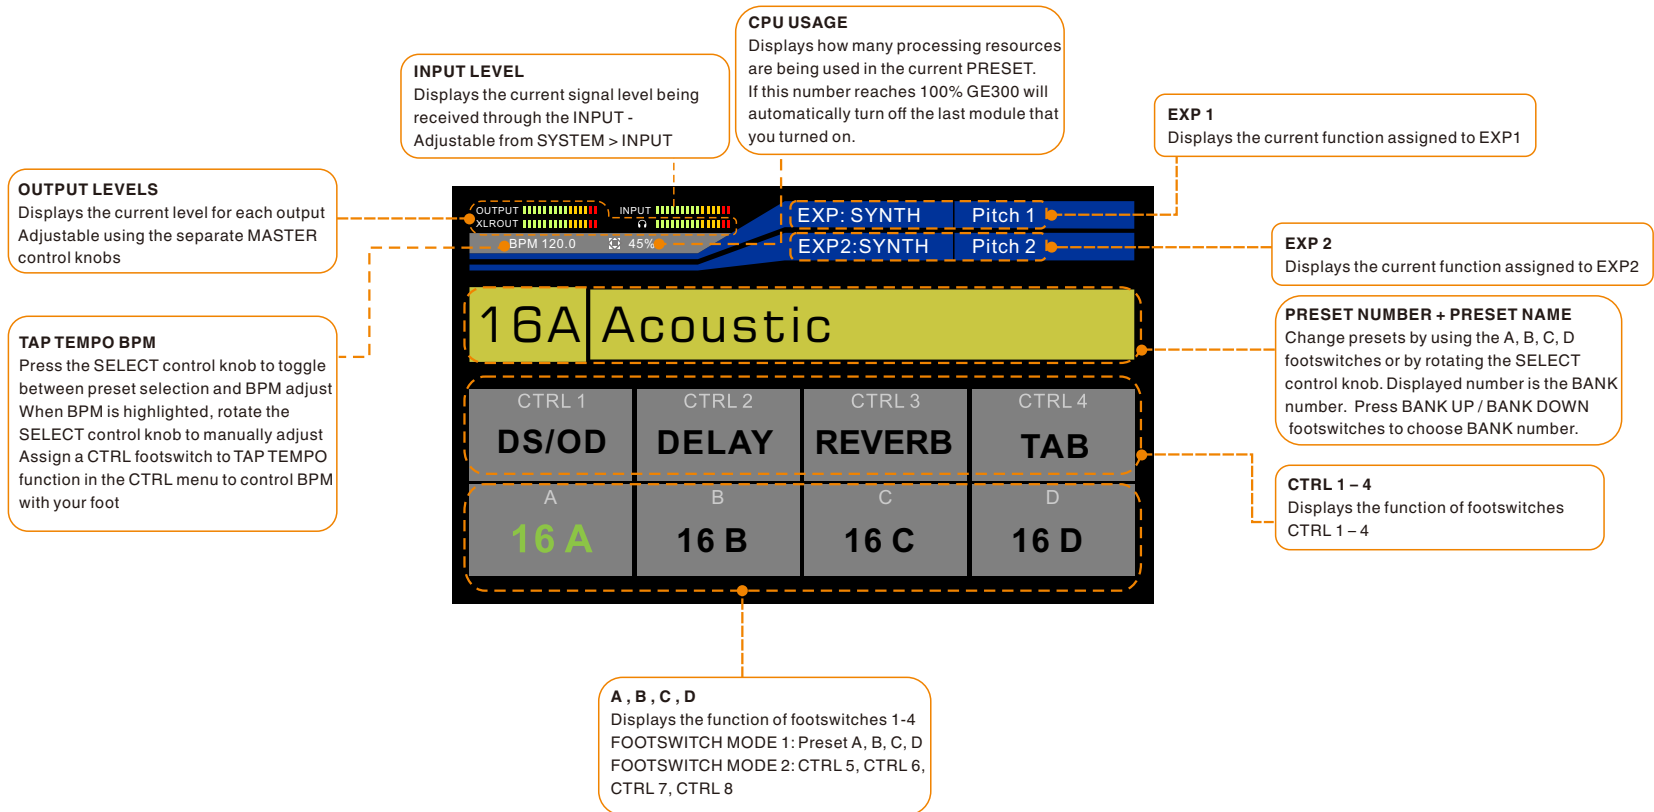 CPU USAGE
Displays how many processing resources
are being used in the current PRESET.
If this number reaches 100% GE300 will
automatically turn off the last module that
you turned on.
INPUT LEVEL
Displays the current signal level being
received through the INPUT -
Adjustable from SYSTEM > INPUT
EXP 1
Displays the current function assigned to EXP1
OUTPUT LEVELS
Displays the current level for each output
Adjustable using the separate MASTER
control knobs
OUTPUT
INPUT
XLROUT
BPM 120.0
45%
EXP: SYNTH
Pitch 1
EXP2:SYNTH
Pitch 2
EXP 2
Displays the current function assigned to EXP2
TAP TEMPO BPM
Press the SELECT control knob to toggle
between preset selection and BPM adjust
When BPM is highlighted, rotate the
SELECT control knob to manually adjust
Assign a CTRL footswitch to TAP TEMPO
function in the CTRL menu to control BPM
with your foot
16A
Acoustic
PRESET NUMBER + PRESET NAME
Change presets by using the A, B, C, D
footswitches or by rotating the SELECT
control knob. Displayed number is the BANK
number. Press BANK UP / BANK DOWN
footswitches to choose BANK number.
CTRL 1
CTRL 2
CTRL 3
CTRL 4
DS/OD
DELAY
REVERB
TAB
A
B
C
D
16 A
16 B
16 C
16 D
CTRL 1 – 4
Displays the function of footswitches
CTRL 1 – 4
A , B , C , D
Displays the function of footswitches 1-4
FOOTSWITCH MODE 1: Preset A, B, C, D
FOOTSWITCH MODE 2: CTRL 5, CTRL 6,
CTRL 7, CTRL 8